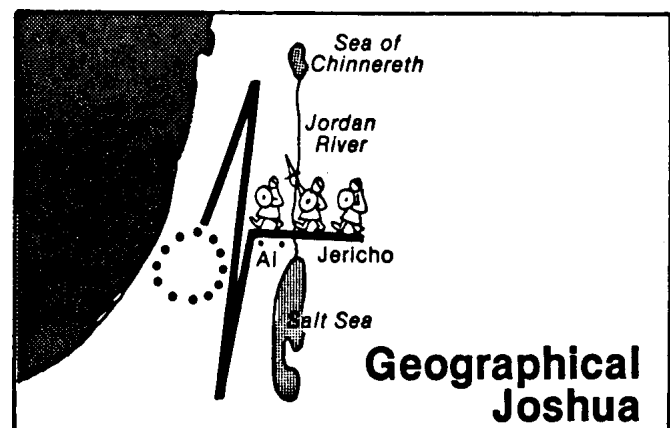 Sea of
Chinnereth
Jordan
River
Ai Jericho
Salt Sea
Geographical
Joshua